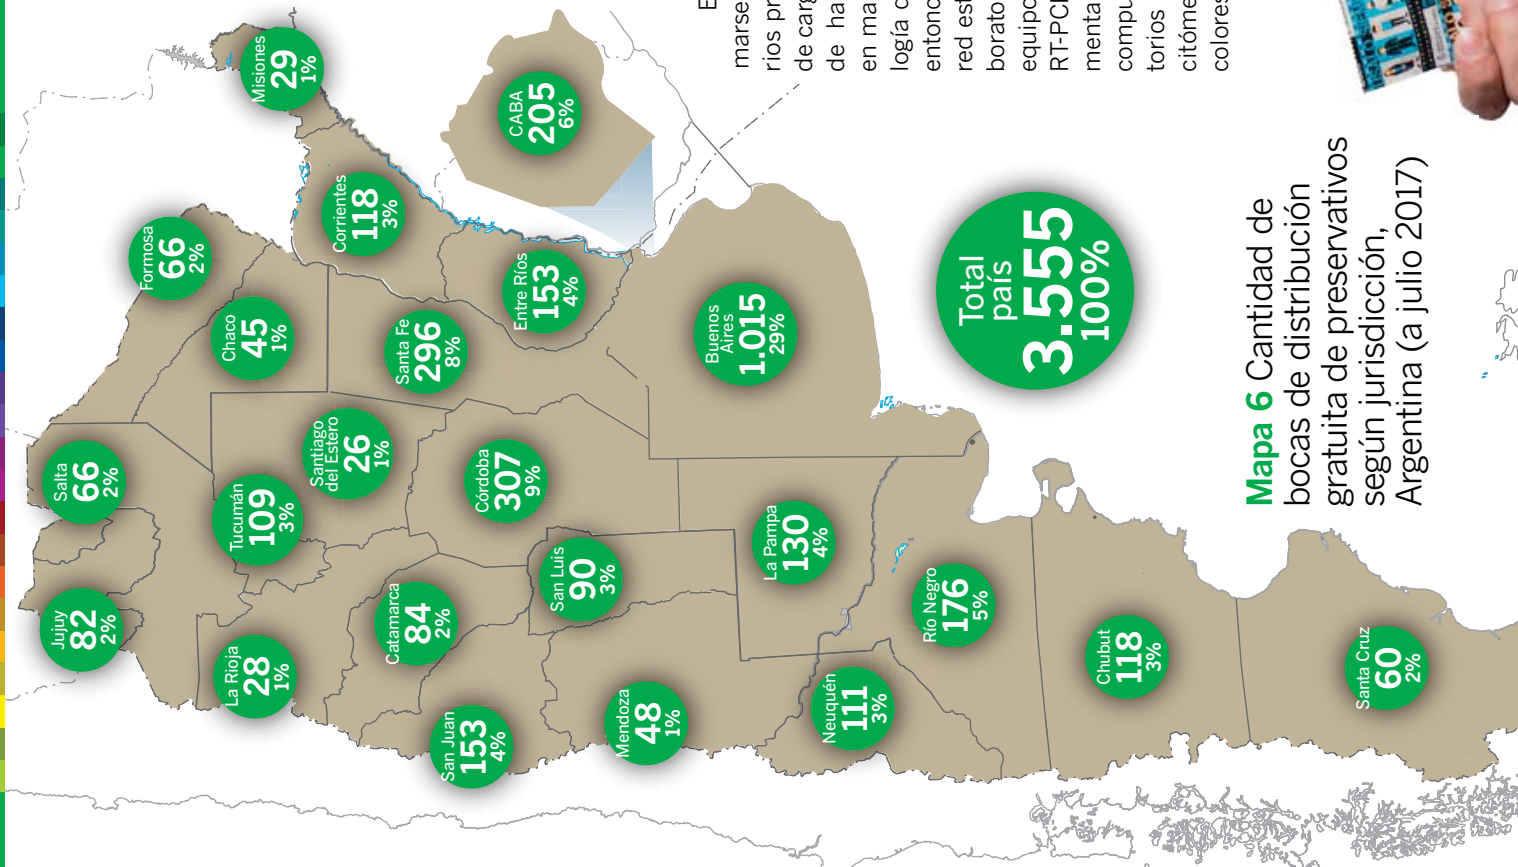 Jujuy
82
2%
Salta
66
2%
Formosa
66
2%
Misiones
29
1%
La Rioja
28
1%
Tucumán
109
3%
Chaco
45
1%
Santiago
del Estero
26
1%
Corrientes
118
3%
Catamarca
84
2%
Santa Fe
296
8%
San Juan
153
4%
Córdoba
307
9%
Entre Ríos
153
4%
CABA
205
6%
San Luis
90
3%
Mendoza
48
1%
Buenos
Aires
1.015
29%
La Pampa
130
4%
Neuquén
111
3%
Río Negro
176
5%
Total
país
3.555
100%
Chubut
118
3%
Santa Cruz
60
2%
Mapa 6 Cantidad de
bocas de distribución
gratuita de preservativos
según jurisdicción,
Argentina (a julio 2017)
E
marse
rios pr
de carg
de ha
en ma
logía c
entonc
red est
borato
equipo
RT-PC
menta
compu
torios
citóme
colores